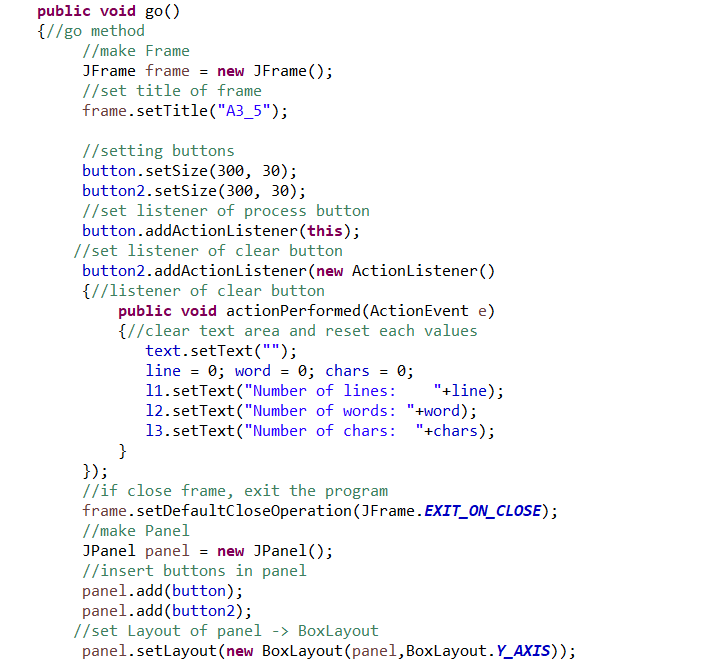 public void go()
{//go method
//make Frame
JFrame frame = new JFrame();
//set title of frame
frame.setTitle("A3_5");
//setting buttons
button.setSize(300, 30);
button2.setSize(300, 30);
//set listener of process button
button.addActionListener(this);
//set listener of clear button
button2.addActionListener(new ActionListener()
{//listener of clear button
public void actionPerformed(ActionEvent e)
{//clear text area and reset each values
text.setText("");
line = 0; word = 0; chars = 0;
l1.setText("Number of lines:    "+line);
l2.setText("Number of words: "+word);
l3.setText("Number of chars:  "+chars);
}
});
//if close frame, exit the program
frame.setDefaultCloseOperation(JFrame.EXIT_ON_CLOSE);
//make Panel
JPanel panel = new JPanel();
//insert buttons in panel
panel.add(button);
panel.add(button2);
//set Layout of panel -> BoxLayout
panel.setLayout(new BoxLayout(panel,BoxLayout.Y_AXIS));